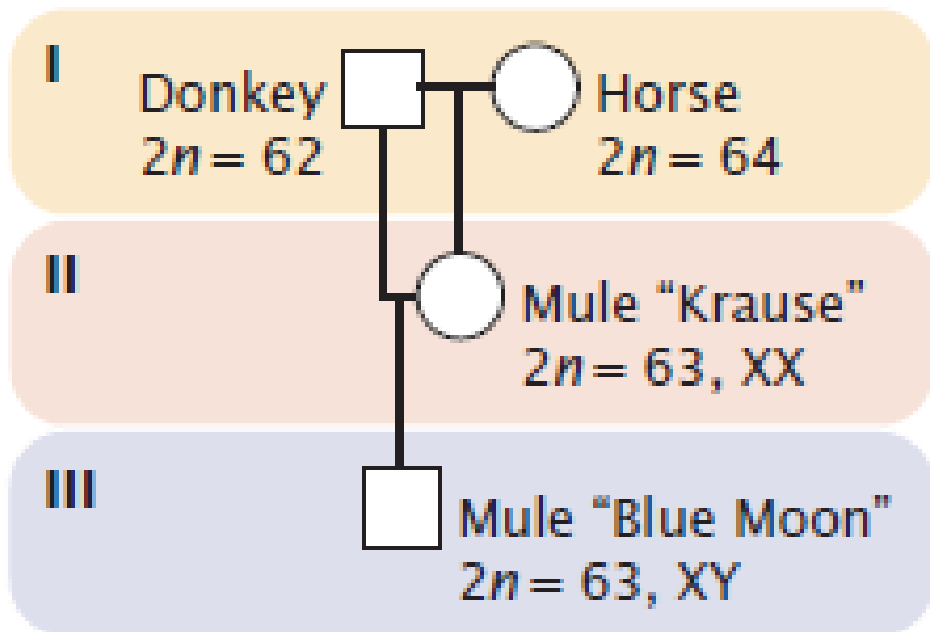 I
Donkey
2n = 62
Horse
2n = 64
II
Mule “Krause”
2n = 63, XX
III
Mule “Blue Moon”
2n = 63, XY